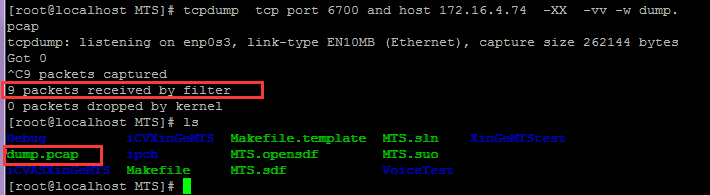 [root@localhost MTS]# tcpdump  tcp port 6700 and host 172.16.4.74  -XX  -vv -w dump.
pcap
tcpdump: listening on enp0s3, link-type EN10MB (Ethernet), capture size 262144 bytes
Got 0
^C9 packets captured
9 packets received by filter
0 packets dropped by kernel
[root@localhost MTS]# ls
Debug iCVXinGeMTS Makefile.template MTS.sln XinGeMTStest
dump.pcap ipch MTS.opensdf MTS.suo
iCVASXinGeMTS Makefile MTS.sdf VoiceTest
[root@localhost MTS]#